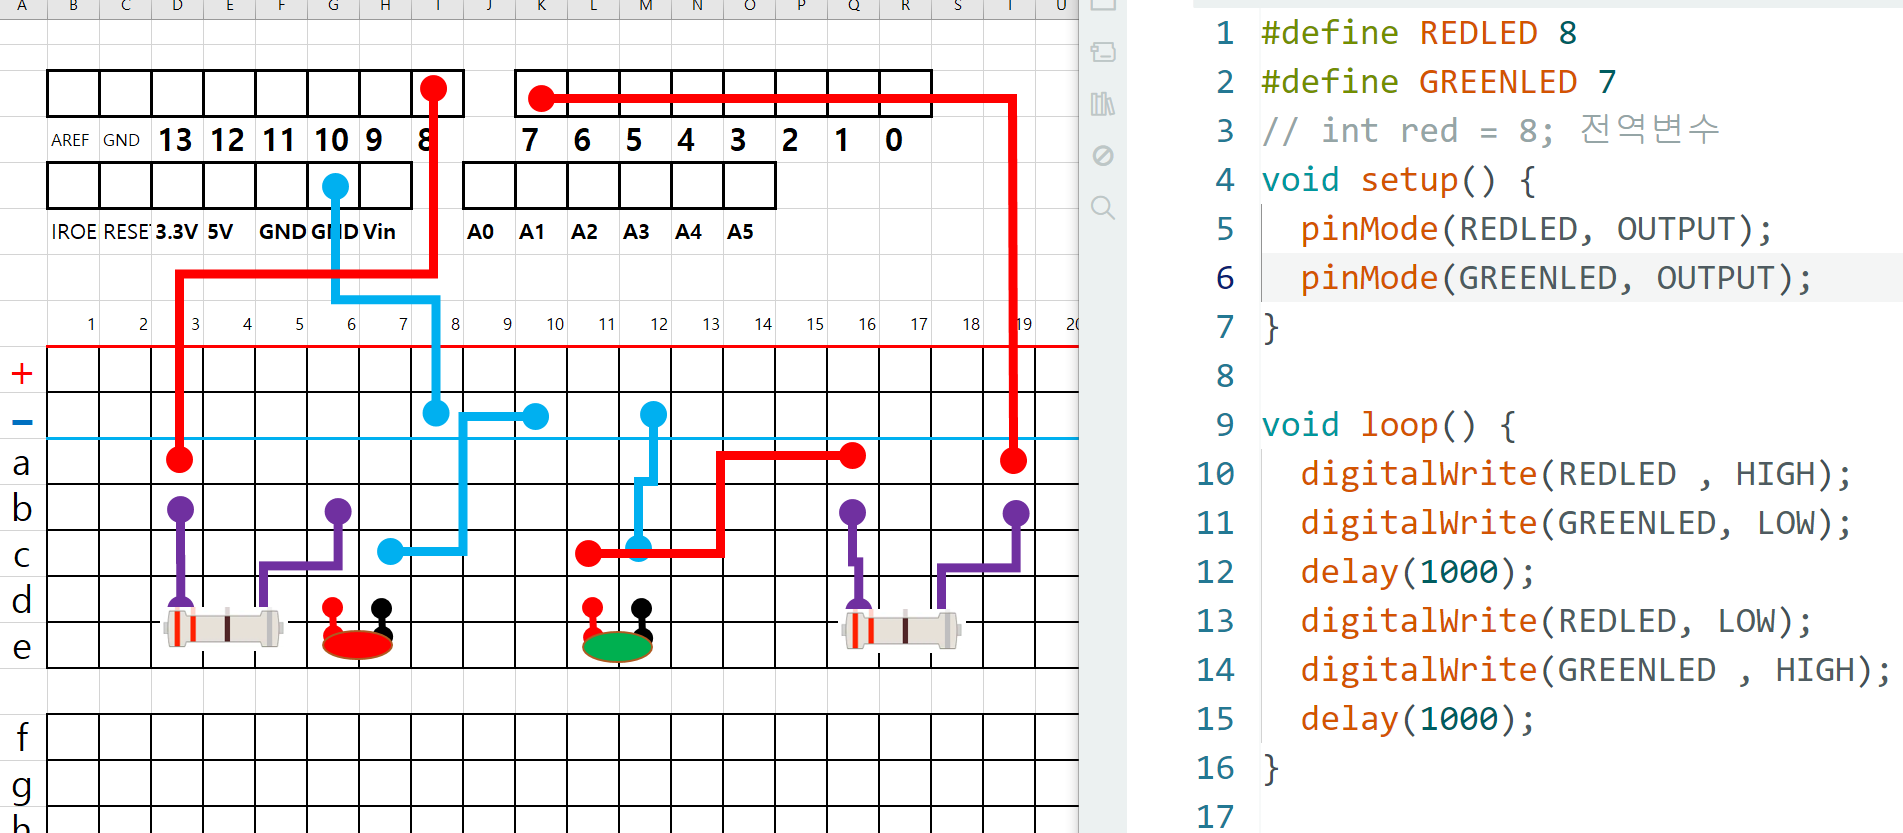 A B C D E F G H I J K L M N O P Q R S T U
AREF GND 13 12 11 10 9 8 7 6 5 4 3 2 1 0
IROE RESE 3.3V 5V GND GND Vin A0 A1 A2 A3 A4 A5
1 2 3 4 5 6 7 8 9 10 11 12 13 14 15 16 17 18 19
+
-
a
b
c
d
e
f
g
h
1 #define REDLED 8
2 #define GREENLED 7
3 // int red = 8; 전역변수
4 void setup() {
5 pinMode(REDLED, OUTPUT);
6 pinMode(GREENLED, OUTPUT);
7 }
8
9 void loop() {
10 digitalWrite(REDLED , HIGH);
11 digitalWrite(GREENLED, LOW);
12 delay(1000);
13 digitalWrite(REDLED, LOW);
14 digitalWrite(GREENLED , HIGH);
15 delay(1000);
16 }
17